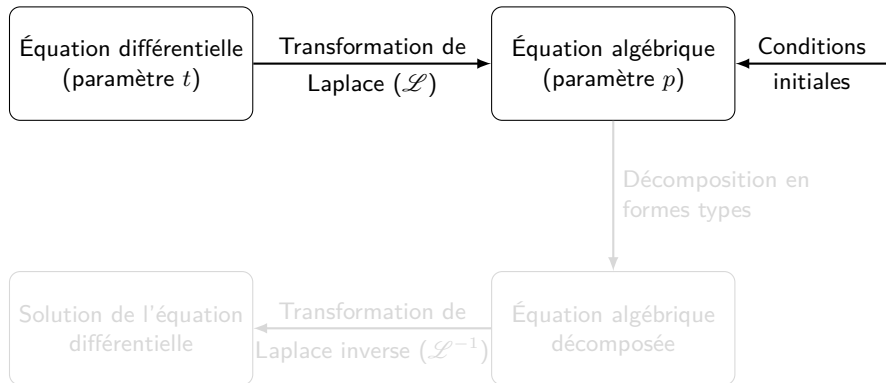 Équation différentielle
(paramètre t)
Transformation de
Laplace (ℒ)
Équation algébrique
(paramètre p)
Conditions
initiales
Décomposition en
formes types
Solution de l'équation
différentielle
Transformation de
Laplace inverse (ℒ⁻¹)
Équation algébrique
décomposée